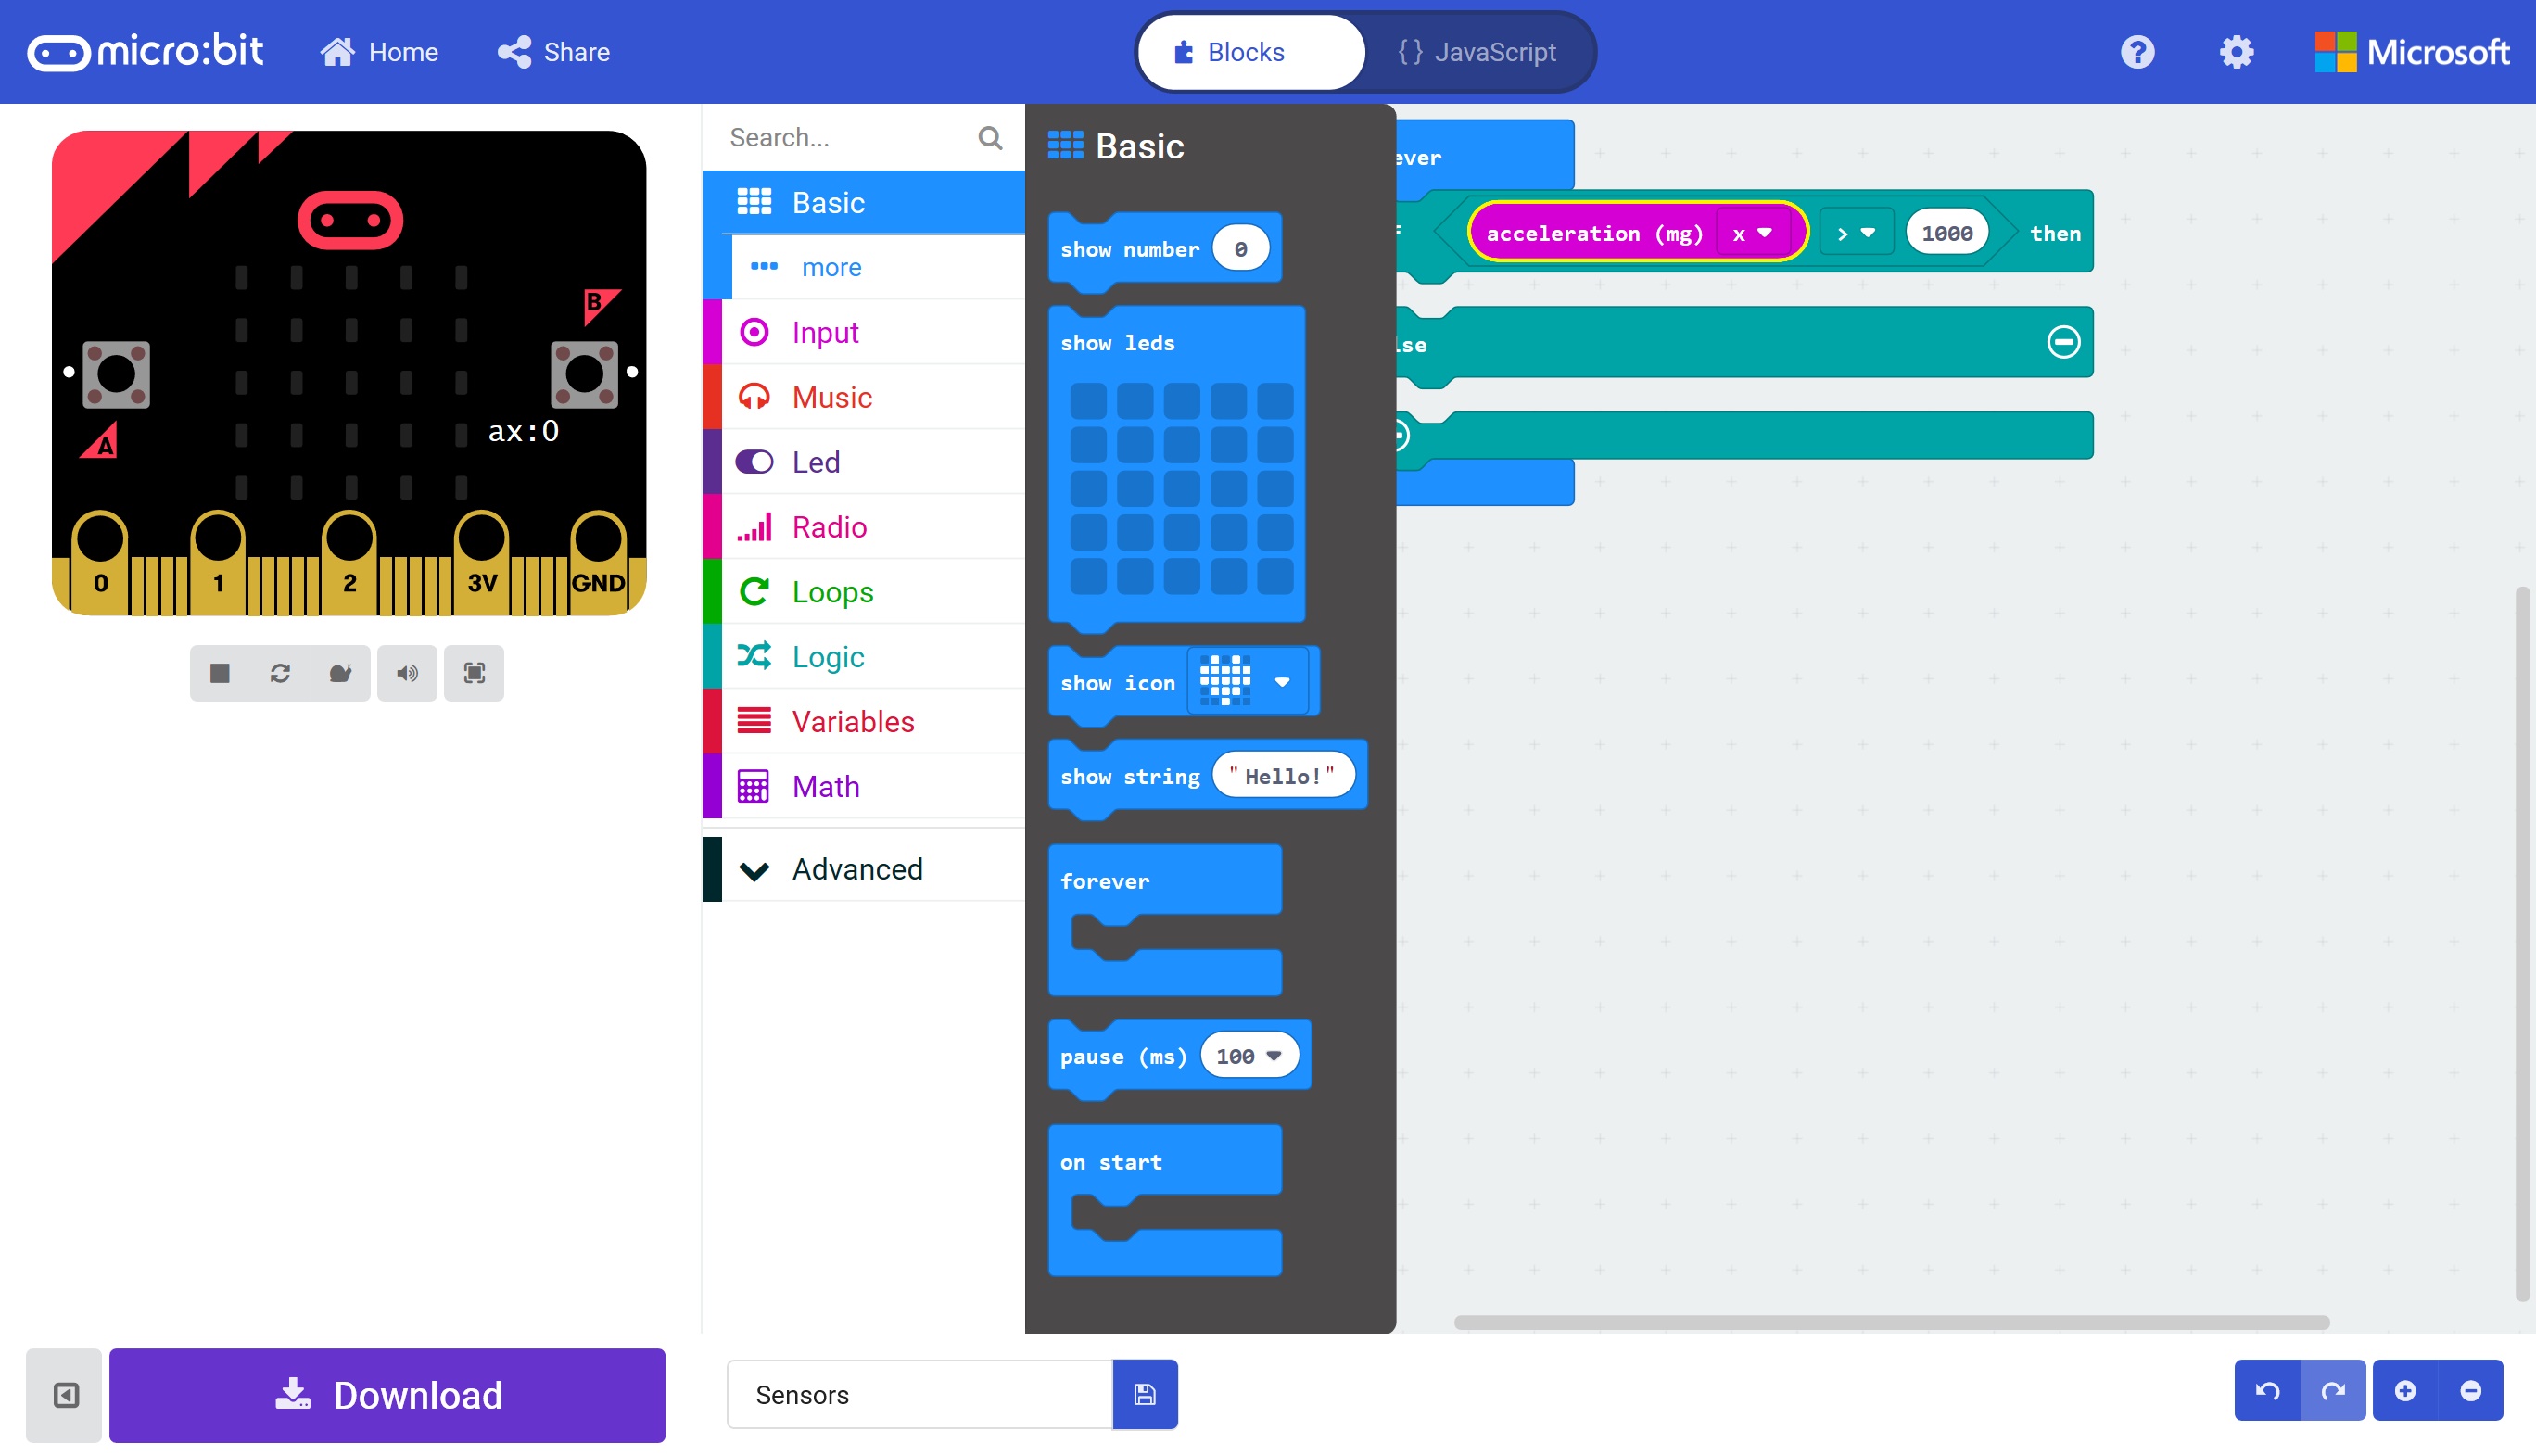 micro:bit Home Share Blocks {} JavaScript ? Microsoft
Search...
Basic
more
Input
Music
Led
Radio
Loops
Logic
Variables
Math
Advanced
B
A
ax:0
0 1 2 3V GND
Basic
show number 0
show leds
show icon
show string "Hello!"
forever
pause (ms) 100
on start
ever
acceleration (mg) x > 1000 then
lse
Download
Sensors